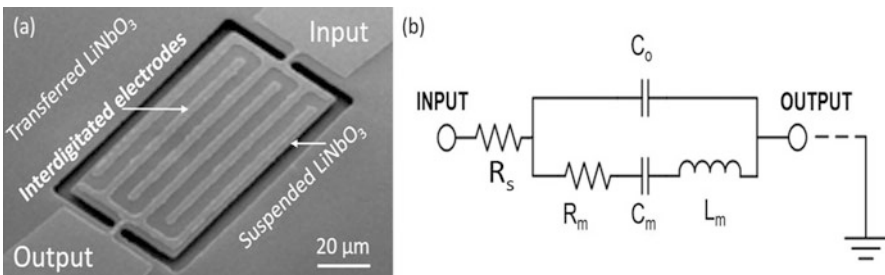 (a)
Transferred LiNbO3
Interdigitated electrodes
Input
Suspended LiNbO3
Output
20 μm
(b)
Co
INPUT
OUTPUT
Rs
Rm
Cm
Lm